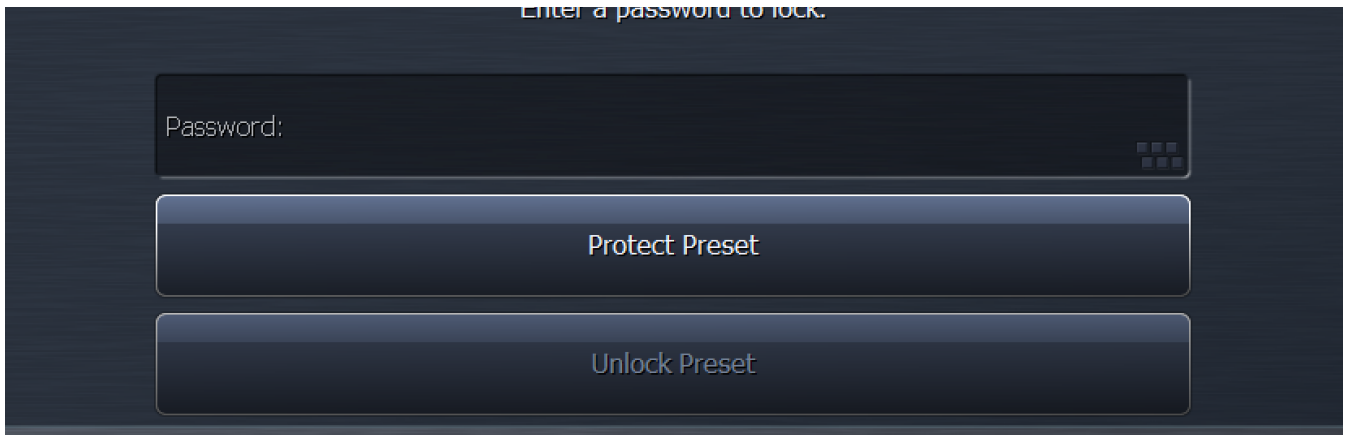 Enter a password to lock.
Password:
Protect Preset
Unlock Preset